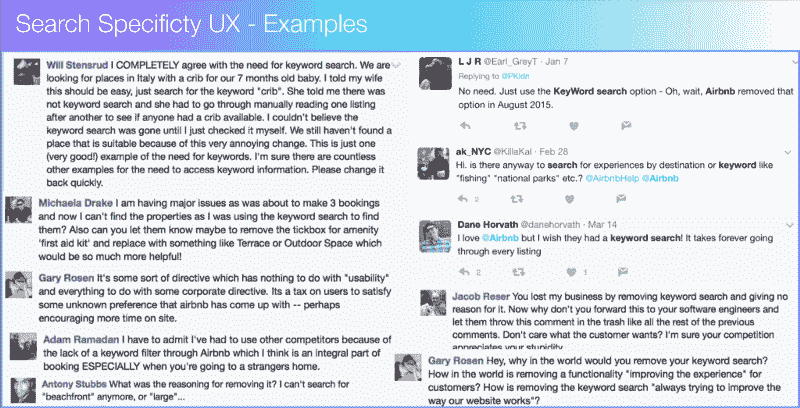 Search Specificty UX - Examples
Will Stensrud I COMPLETELY agree with the need for keyword search. We are
looking for places in Italy with a crib for our 7 months old baby. I told my wife
this should be easy, just search for the keyword "crib". She told me there was
not keyword search and she had to go through manually reading one listing
after another to see if anyone had a crib available. I couldn't believe the
keyword search was gone until I just checked it myself. We still haven't found a
place that is suitable because of this very annoying change. This is just one
(very good!) example of the need for keywords. I'm sure there are countless
other examples for the need to access keyword information. Please change it
back quickly.
Michaela Drake I am having major issues as was about to make 3 bookings
and now I can't find the properties as I was using the keyword search to find
them? Also can you let them know maybe to remove the tickbox for amenity
'first aid kit' and replace with something like Terrace or Outdoor Space which
would be so much more helpful!
Gary Rosen It's some sort of directive which has nothing to do with "usability"
and everything to do with some corporate directive. Its a tax on users to satisfy
some unknown preference that airbnb has come up with -- perhaps
encouraging more time on site.
Adam Ramadan I have to admit I've had to use other competitors because of
the lack of a keyword filter through Airbnb which I think is an integral part of
booking ESPECIALLY when you're going to a strangers home.
Antony Stubbs What was the reasoning for removing it? I can't search for
"beachfront" anymore, or "large"...
L J R @Earl_GreyT · Jan 7
Replying to @PKidn
No need. Just use the KeyWord search option - Oh, wait, Airbnb removed that
option in August 2015.
ak_NYC @KillaKal · Feb 28
Hi. is there anyway to search for experiences by destination or keyword like
"fishing" "national parks" etc.? @AirbnbHelp @Airbnb
2
Dane Horvath @danehorvath · Mar 14
I love @Airbnb but I wish they had a keyword search! It takes forever going
through every listing
2 1
Jacob Reser You lost my business by removing keyword search and giving no
reason for it. Now why don't you forward this to your software engineers and
let them throw this comment in the trash like all the rest of the previous
comments. Don't care what the customer wants? I'm sure your competition
appreciates your stupidity
Gary Rosen Hey, why in the world would you remove your keyword search?
How in the world is removing a functionality "improving the experience" for
customers? How is removing the keyword search "always trying to improve the
way our website works"?